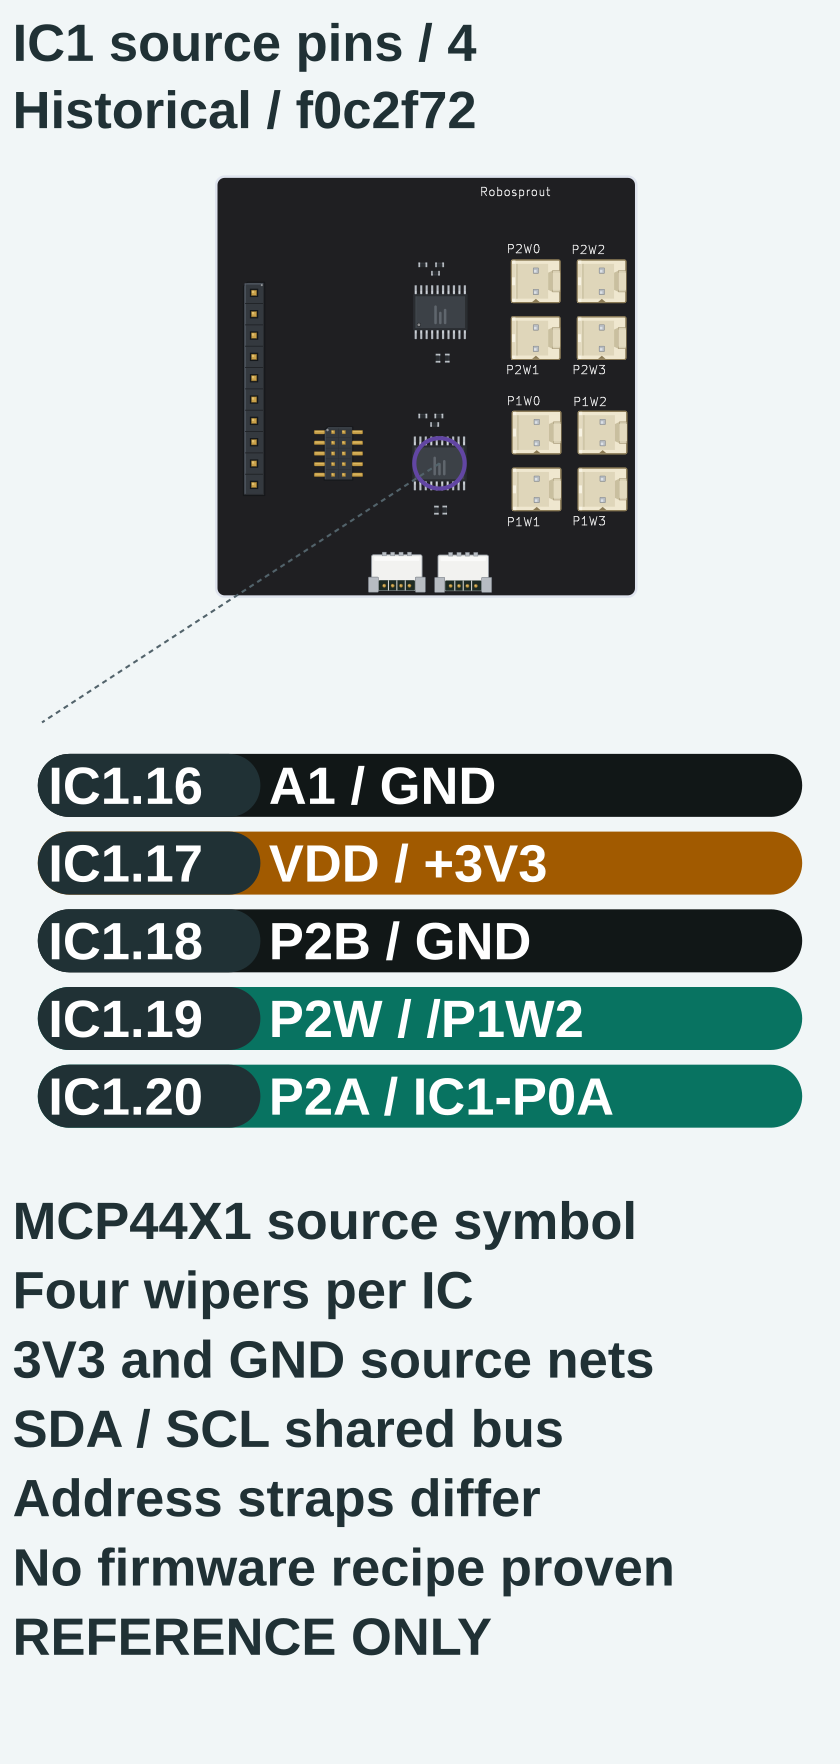 IC1 source pins / 4
Historical / f0c2f72
Robosprout
P2W0 P2W2
P2W1 P2W3
P1W0 P1W2
P1W1 P1W3
IC1.16 A1 / GND
IC1.17 VDD / +3V3
IC1.18 P2B / GND
IC1.19 P2W / /P1W2
IC1.20 P2A / IC1-P0A
MCP44X1 source symbol
Four wipers per IC
3V3 and GND source nets
SDA / SCL shared bus
Address straps differ
No firmware recipe proven
REFERENCE ONLY